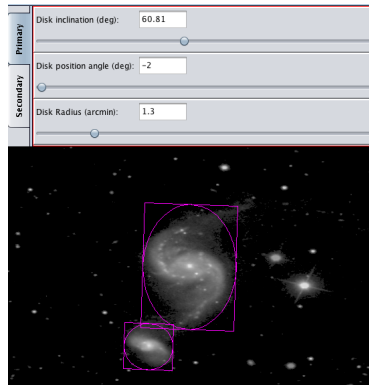 Primary
Secondary
Disk inclination (deg): 60.81
Disk position angle (deg): -2
Disk Radius (arcmin): 1.3